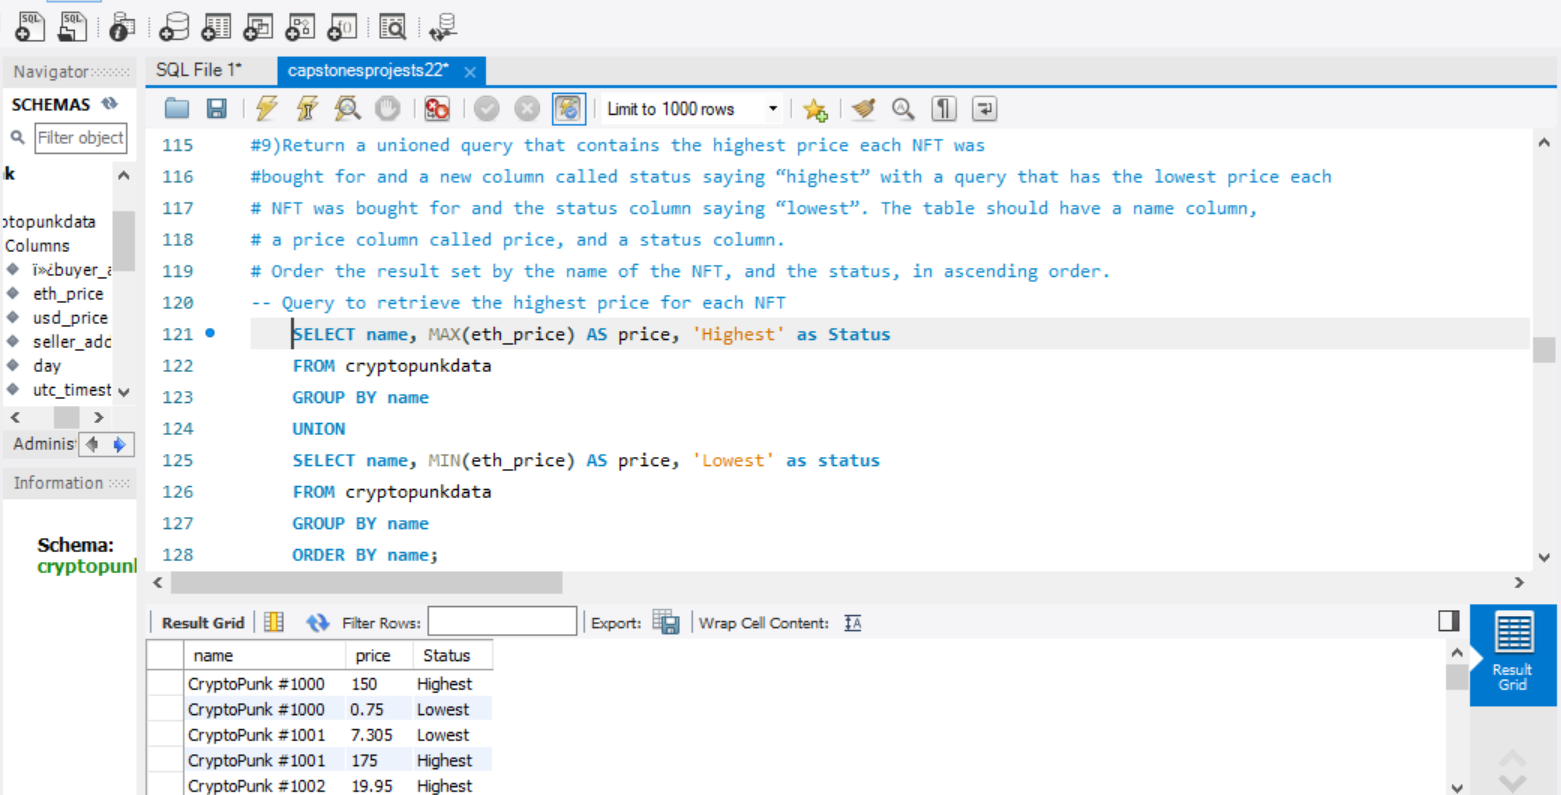 SQL
SQL
f()
Navigator
SQL File 1*
capstonesprojests22*
SCHEMAS
Limit to 1000 rows
Filter object
k
ptopunkdata
Columns
buyer_a
eth_price
usd_price
seller_add
day
utc_timest
Adminis
Information
Schema:
cryptopunl
115 #9)Return a unioned query that contains the highest price each NFT was
116 #bought for and a new column called status saying “highest” with a query that has the lowest price each
117 # NFT was bought for and the status column saying “lowest”. The table should have a name column,
118 # a price column called price, and a status column.
119 # Order the result set by the name of the NFT, and the status, in ascending order.
120 -- Query to retrieve the highest price for each NFT
121 SELECT name, MAX(eth_price) AS price, 'Highest' as Status
122 FROM cryptopunkdata
123 GROUP BY name
124 UNION
125 SELECT name, MIN(eth_price) AS price, 'Lowest' as status
126 FROM cryptopunkdata
127 GROUP BY name
128 ORDER BY name;
Result Grid Filter Rows: Export: Wrap Cell Content: IA
name price Status
CryptoPunk #1000 150 Highest
CryptoPunk #1000 0.75 Lowest
CryptoPunk #1001 7.305 Lowest
CryptoPunk #1001 175 Highest
CryptoPunk #1002 19.95 Highest
Result
Grid